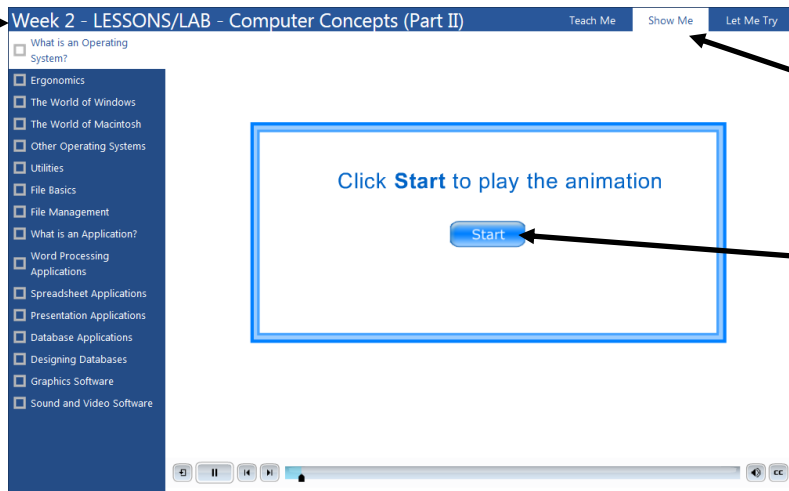 Week 2 - LESSONS/LAB - Computer Concepts (Part II)
Teach Me
Show Me
Let Me Try
What is an Operating
System?
Ergonomics
The World of Windows
The World of Macintosh
Other Operating Systems
Utilities
File Basics
File Management
What is an Application?
Word Processing
Applications
Spreadsheet Applications
Presentation Applications
Database Applications
Designing Databases
Graphics Software
Sound and Video Software
Click Start to play the animation
Start
CC